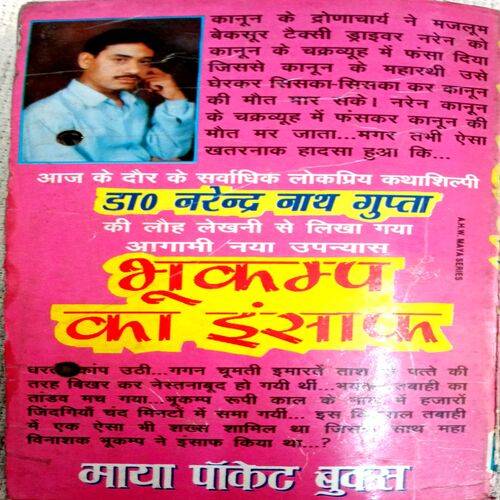 कानून के द्रोणाचार्य ने मजलूम
बेकसूर टैक्सी ड्राइवर नरेन को
कानून के चक्रव्यूह में फंसा दिया
जिससे कानून के महारथी उसे
घेरकर सिसका-सिसका कर कानून
की मौत मार सकें। नरेन कानून
के चक्रव्यूह में फंसकर कानून की
मौत मर जाता...मगर तभी ऐसा
खतरनाक हादसा हुआ कि...
आज के दौर के सर्वाधिक लोकप्रिय कथाशिल्पी
डा० नरेन्द्र नाथ गुप्ता
की लौह लेखनी से लिखा गया
आगामी नया उपन्यास
A.H.W. MAYA SERIES
भूकम्प
का इंसाफ
कांप उठी...गगन चूमती इमारतें ताश के पत्ते की
तरह बिखर कर नेस्तनाबूद हो गयी थीं... तबाही का
तांडव मच गया...भूकम्प रूपी काल के में हजारों
जिंदगियां चंद मिनटों में समा गयीं... इस तबाही
में एक ऐसा भी शख्स शामिल था साथ महा
विनाशक भूकम्प ने इंसाफ किया था...?
माया पॉकेट बुक्स